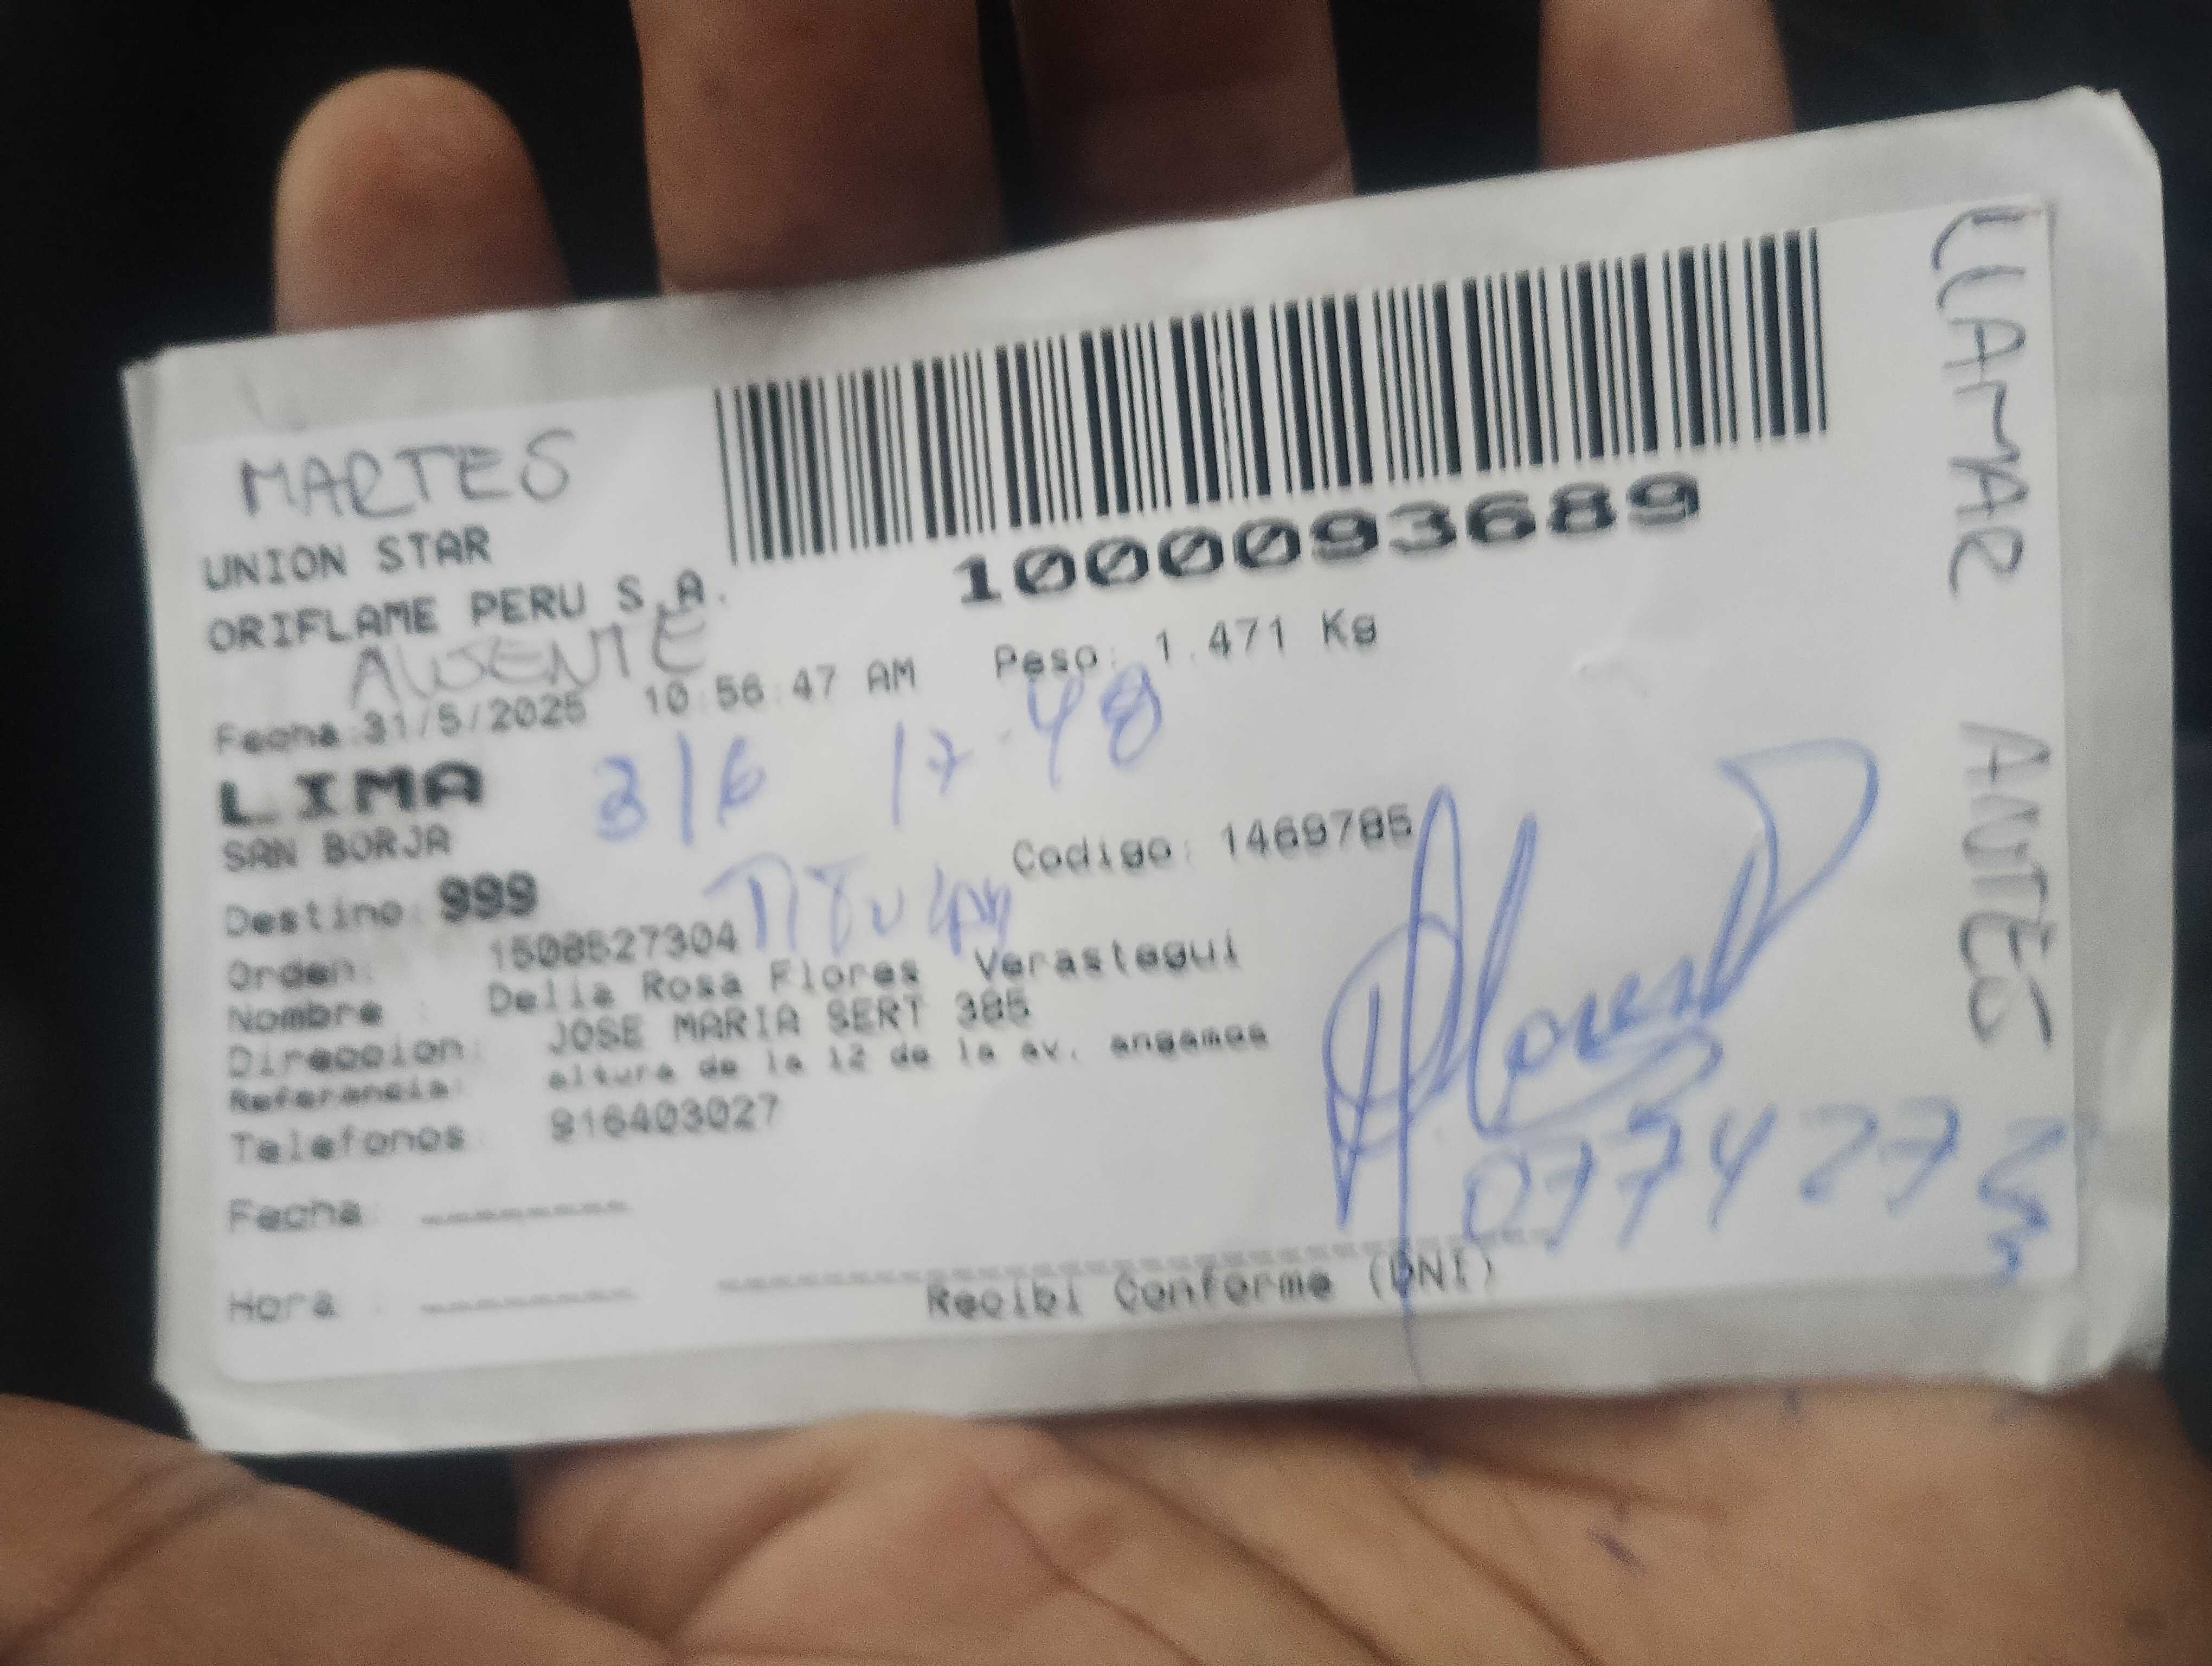 MARTES
UNION STAR
ORIFLAME PERU S.A.
AUSENTE
1000093689
Fecha:31/5/2025 10:56:47 AM Peso: 1.471 Kg
LIMA 3/6 17:48
SAN BORJA
Codigo: 1469785
Destino: 999
TITULAR
Orden: 1508527304
Nombre : Delia Rosa Flores Verastegui
Direccion: JOSE MARIA SERT 385
Referencia: altura de la 12 de la av. angamos
Telefonos: 916403027
Fecha: ---------
Hora : ---------
Recibi Conforme (DNI)
LLAMAR ANTES